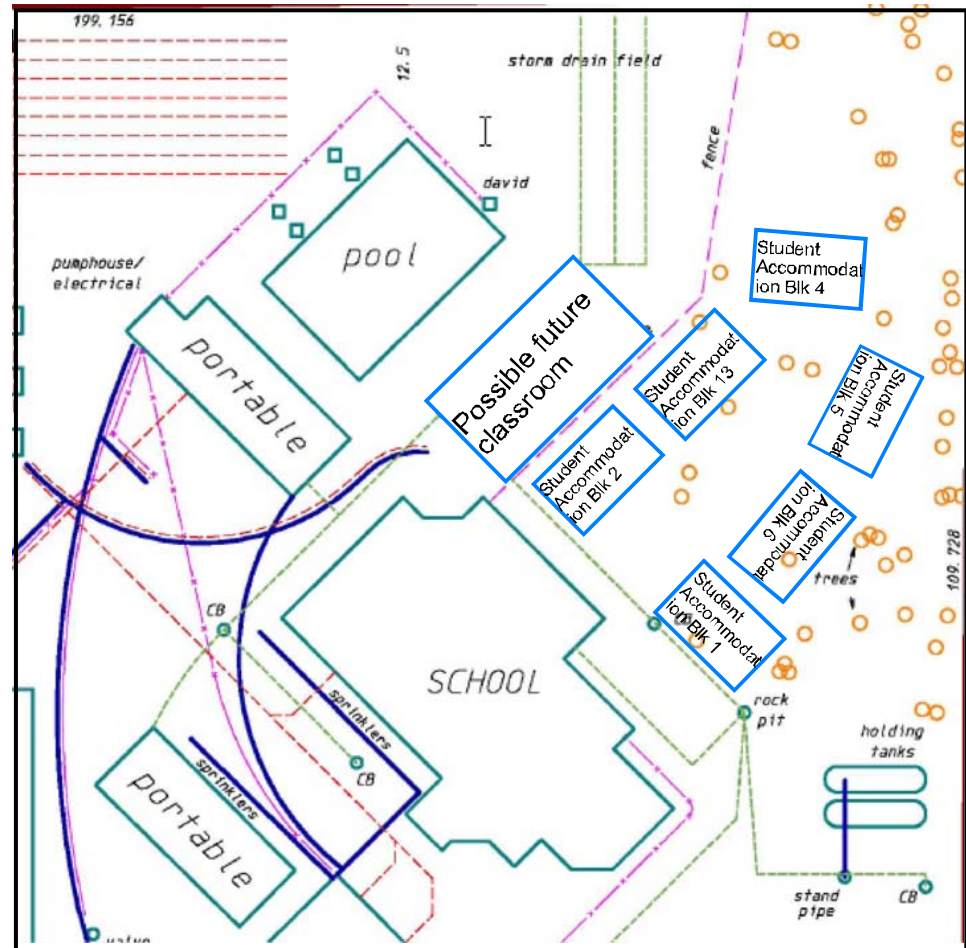 199. 156
12. 5
storm drain field
fence
david
pool
pumphouse/
electrical
portable
Possible future
classroom
Student
Accommodat
ion Blk 4
Student
Accommodat
ion Blk 13
Student
Accommodat
ion Blk 5
Student
Accommodat
ion Blk 2
Student
Accommodat
ion Blk 6
trees
109. 728
Student
Accommodat
ion Blk 1
CB
SCHOOL
sprinklers
rock
pit
holding
tanks
sprinklers
CB
portable
stand
pipe
CB